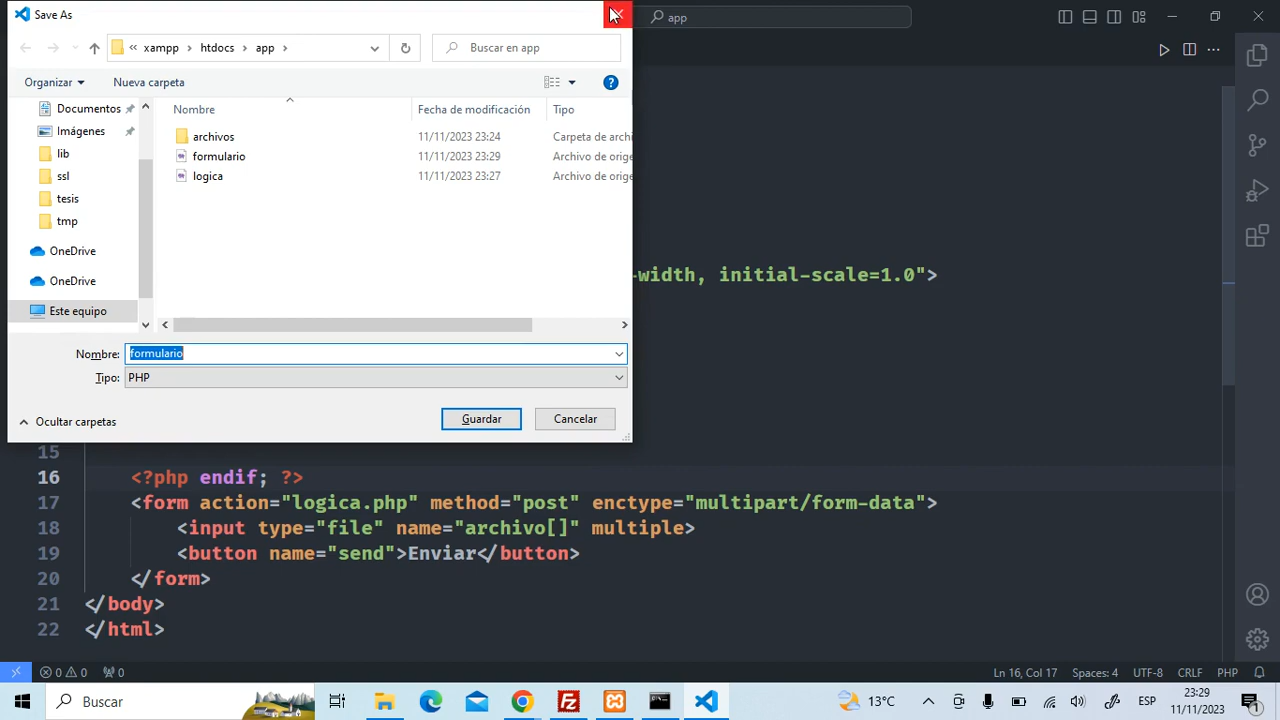 Save As
app
« xampp > htdocs > app >
Buscar en app
Organizar
Nueva carpeta
Nombre
Fecha de modificación
Tipo
Documentos
Imágenes
lib
ssl
tesis
tmp
OneDrive
OneDrive
Este equipo
archivos 11/11/2023 23:24 Carpeta de archi
formulario 11/11/2023 23:29 Archivo de orige
logica 11/11/2023 23:27 Archivo de orige
Nombre: formulario
Tipo: PHP
Ocultar carpetas
Guardar
Cancelar
-width, initial-scale=1.0">
15
16 <?php endif; ?>
17 <form action="logica.php" method="post" enctype="multipart/form-data">
18 <input type="file" name="archivo[]" multiple>
19 <button name="send">Enviar</button>
20 </form>
21 </body>
22 </html>
0 0 0
Ln 16, Col 17 Spaces: 4 UTF-8 CRLF PHP
Buscar
13°C
ESP
23:29
11/11/2023
1